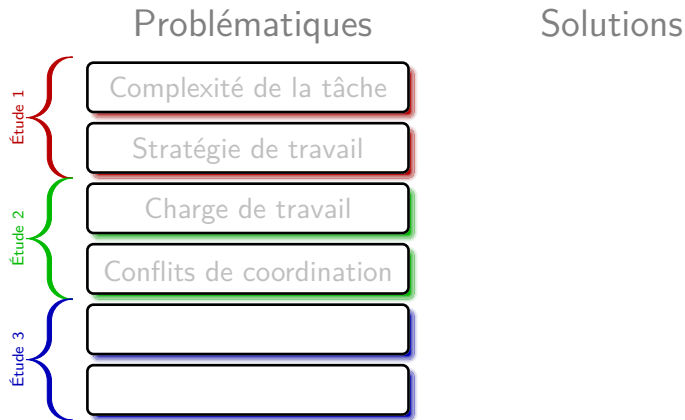 Problématiques
Solutions
Étude 1
Complexité de la tâche
Stratégie de travail
Étude 2
Charge de travail
Conflits de coordination
Étude 3